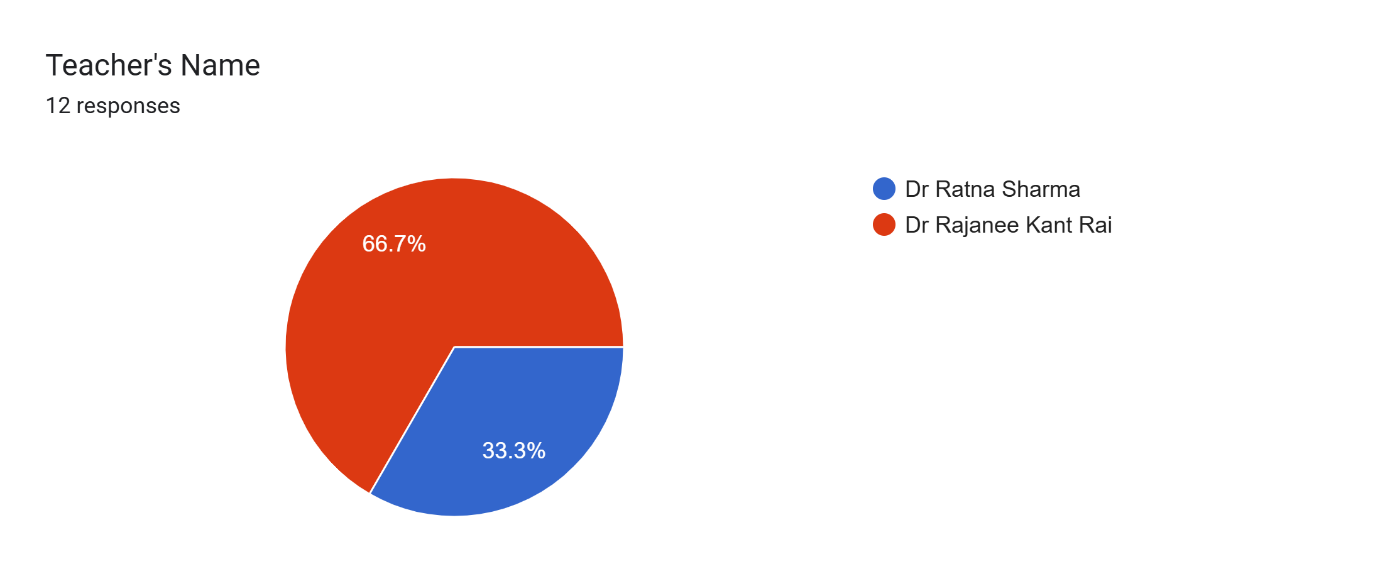 Teacher's Name
12 responses
66.7%
33.3%
Dr Ratna Sharma
Dr Rajanee Kant Rai